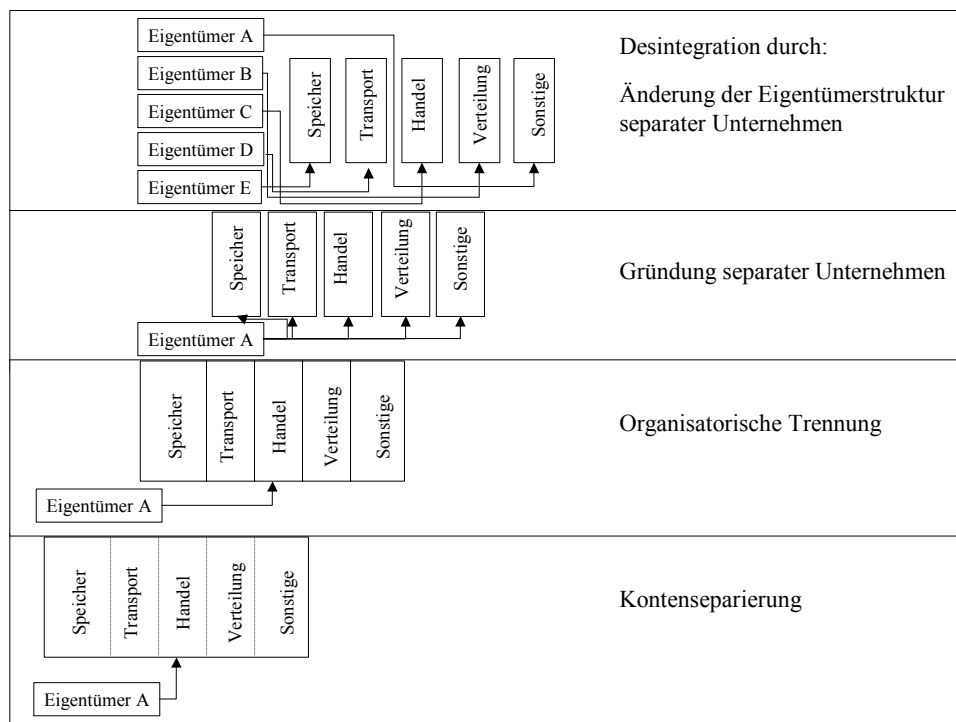 Eigentümer A
Eigentümer B
Eigentümer C
Eigentümer D
Eigentümer E
Speicher
Transport
Handel
Verteilung
Sonstige
Desintegration durch:
Änderung der Eigentümerstruktur
separater Unternehmen
Speicher
Transport
Handel
Verteilung
Sonstige
Eigentümer A
Gründung separater Unternehmen
Speicher
Transport
Handel
Verteilung
Sonstige
Eigentümer A
Organisatorische Trennung
Speicher
Transport
Handel
Verteilung
Sonstige
Eigentümer A
Kontenseparierung